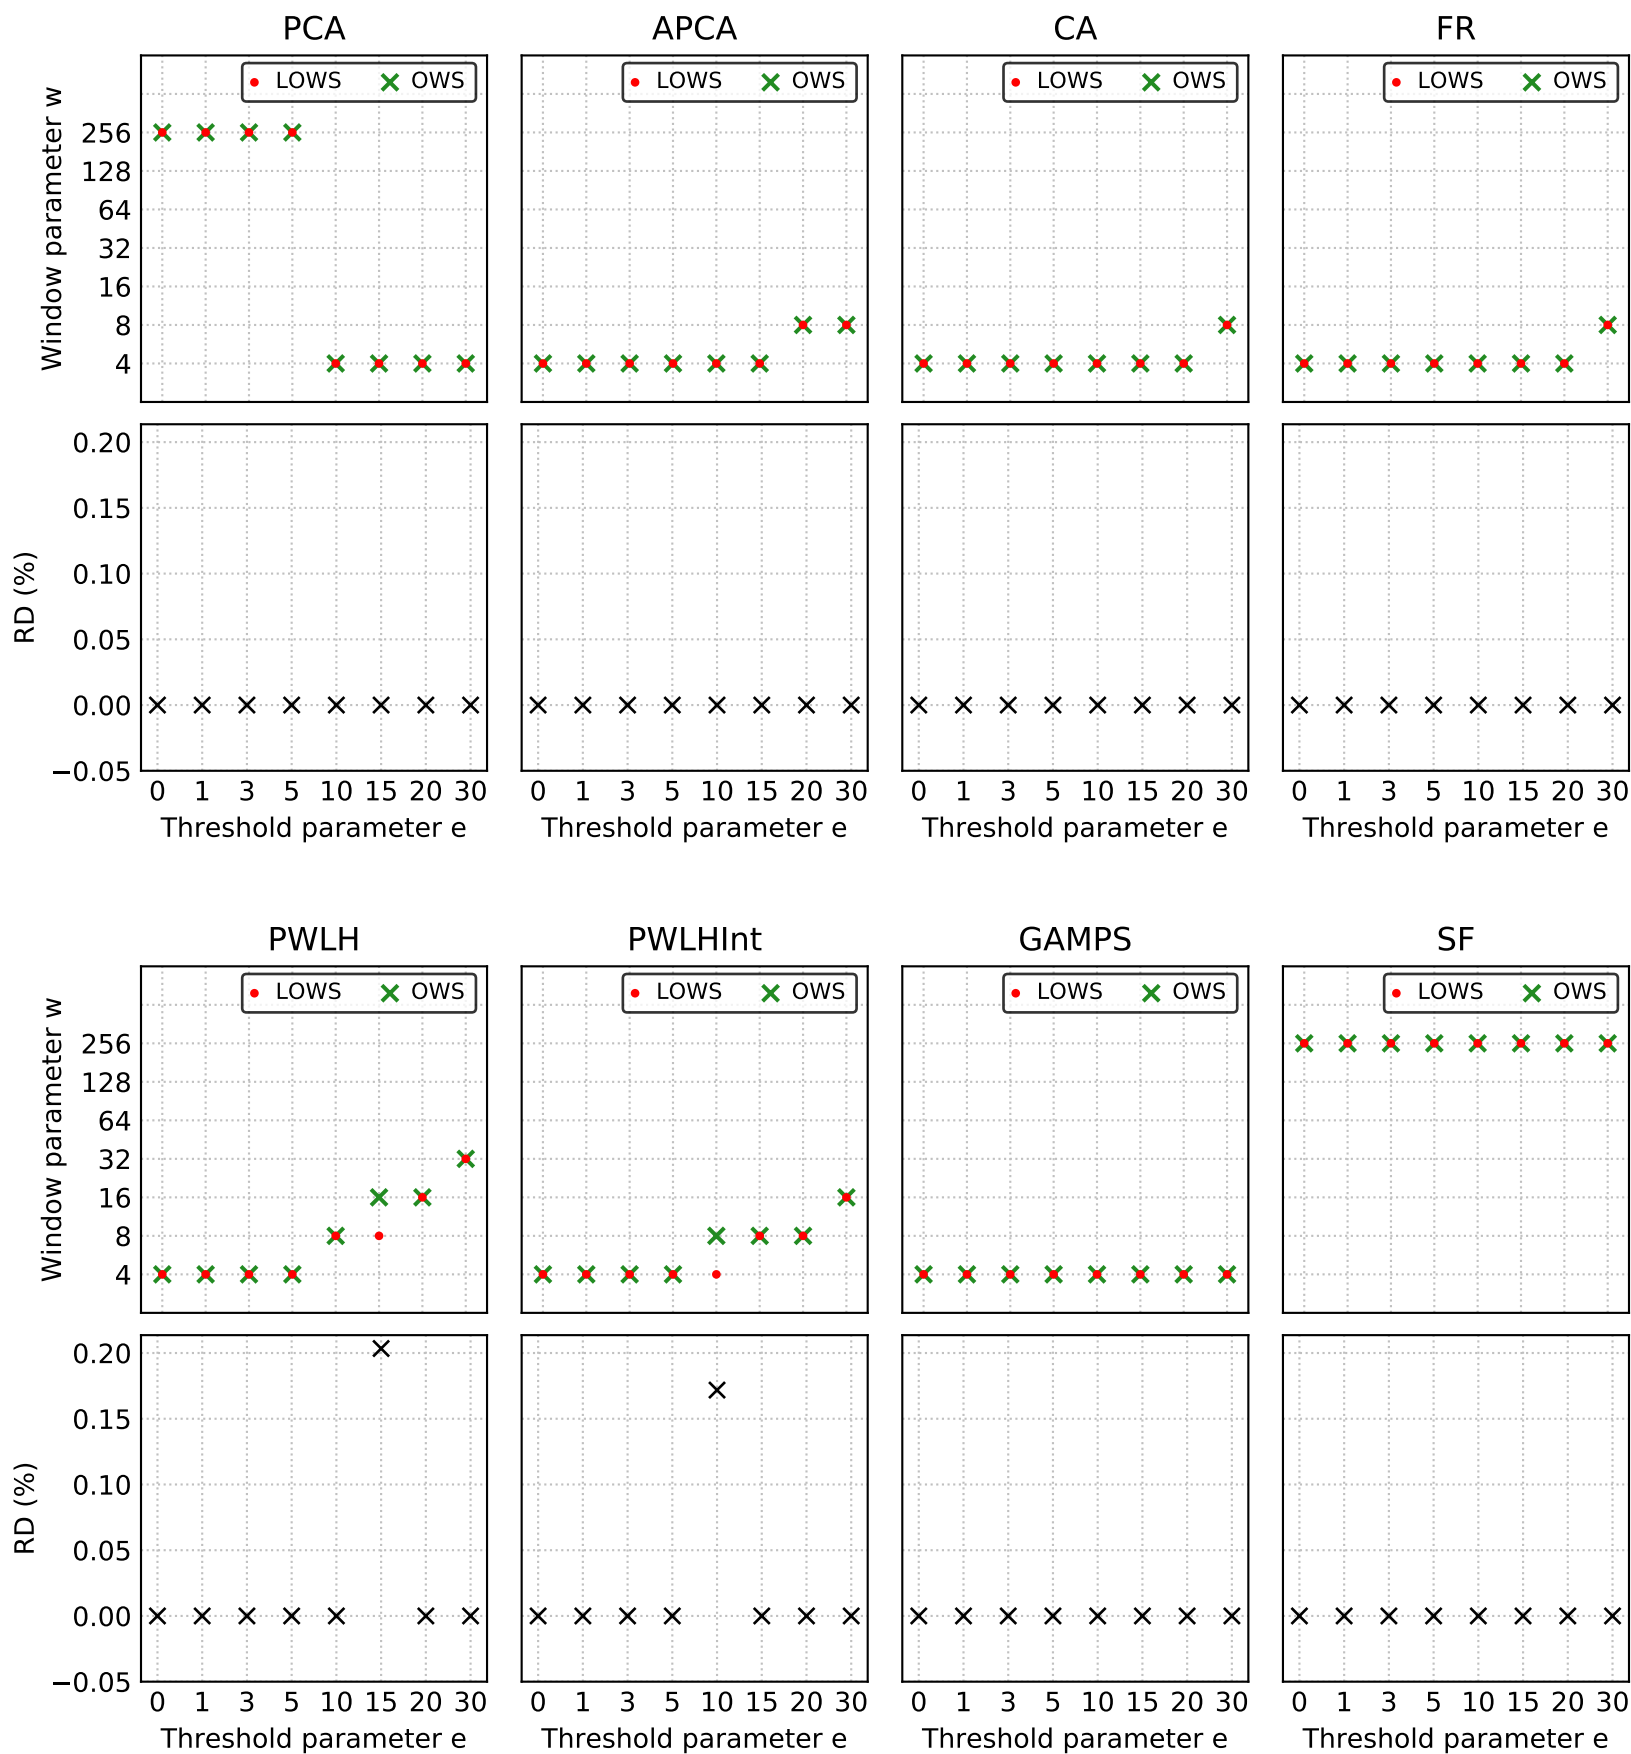 PCA APCA CA FR
LOWS OWS LOWS OWS LOWS OWS LOWS OWS
Window parameter w
256
128
64
32
16
8
4
RD (%)
0.20
0.15
0.10
0.05
0.00
−0.05
0 1 3 5 10 15 20 30 0 1 3 5 10 15 20 30 0 1 3 5 10 15 20 30 0 1 3 5 10 15 20 30
Threshold parameter e Threshold parameter e Threshold parameter e Threshold parameter e
PWLH PWLHInt GAMPS SF
LOWS OWS LOWS OWS LOWS OWS LOWS OWS
Window parameter w
256
128
64
32
16
8
4
RD (%)
0.20
0.15
0.10
0.05
0.00
−0.05
0 1 3 5 10 15 20 30 0 1 3 5 10 15 20 30 0 1 3 5 10 15 20 30 0 1 3 5 10 15 20 30
Threshold parameter e Threshold parameter e Threshold parameter e Threshold parameter e